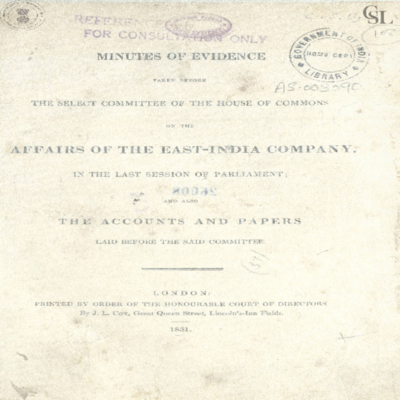 SL
REFERENCE
FOR CONSULTATION ONLY
GOVERNMENT OF INDIA
LIBRARY
MINUTES OF EVIDENCE
TAKEN BEFORE
THE SELECT COMMITTEE OF THE HOUSE OF COMMONS
ON THE
AFFAIRS OF THE EAST-INDIA COMPANY,
IN THE LAST SESSION OF PARLIAMENT;
AND ALSO
THE ACCOUNTS AND PAPERS
LAID BEFORE THE SAID COMMITTEE.
LONDON:
PRINTED BY ORDER OF THE HONOURABLE COURT OF DIRECTORS
By J. L. Cox, Great Queen Street, Lincoln's-Inn Fields.
1831.